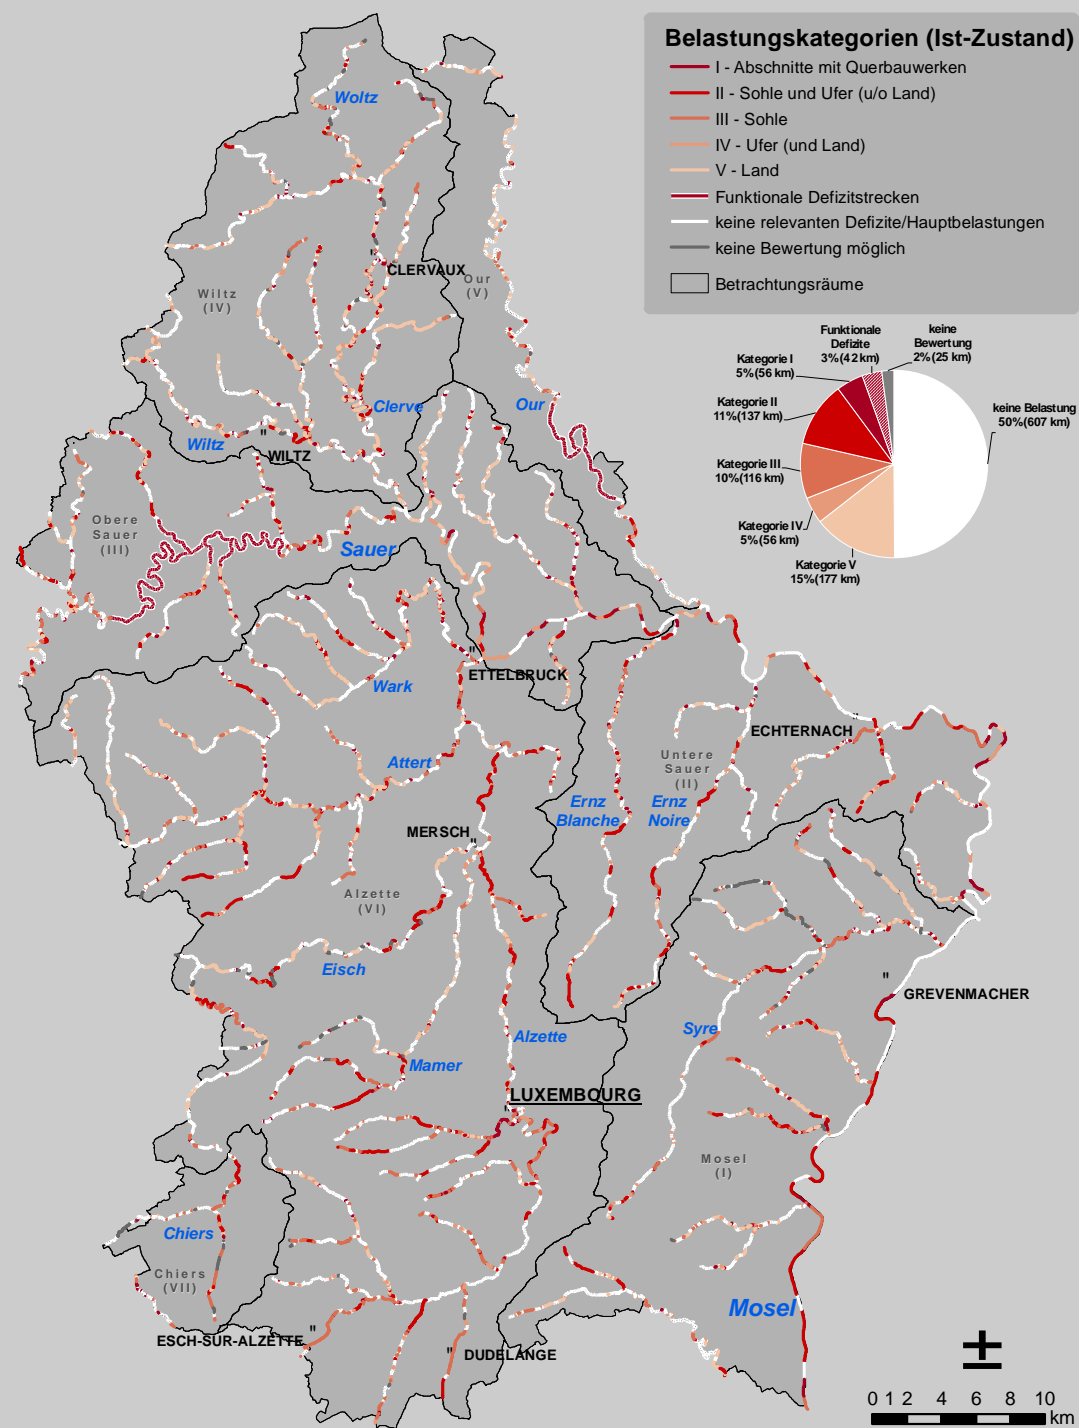 Belastungskategorien (Ist-Zustand)
I - Abschnitte mit Querbauwerken
II - Sohle und Ufer (u/o Land)
III - Sohle
IV - Ufer (und Land)
V - Land
Funktionale Defizitstrecken
keine relevanten Defizite/Hauptbelastungen
keine Bewertung möglich
Betrachtungsräume
Funktionale
Defizite
3%(42 km)
keine
Bewertung
2%(25 km)
Kategorie I
5%(56 km)
Kategorie II
11%(137 km)
keine Belastung
50%(607 km)
Kategorie III
10%(116 km)
Kategorie IV
5%(56 km)
Kategorie V
15%(177 km)
Woltz
CLERVAUX
Our
(V)
Wiltz
(IV)
Clerve
Our
Wiltz
WILTZ
Obere
Sauer
(III)
Sauer
ETTELBRUCK
Wark
ECHTERNACH
Untere
Sauer
(II)
Attert
Ernz
Blanche
Ernz
Noire
MERSCH
Alzette
(VI)
Eisch
GREVENMACHER
Syre
Alzette
Mamer
LUXEMBOURG
Mosel
(I)
Chiers
Chiers
(VII)
Mosel
ESCH-SUR-ALZETTE
DUDELANGE
0 1 2 4 6 8 10
km